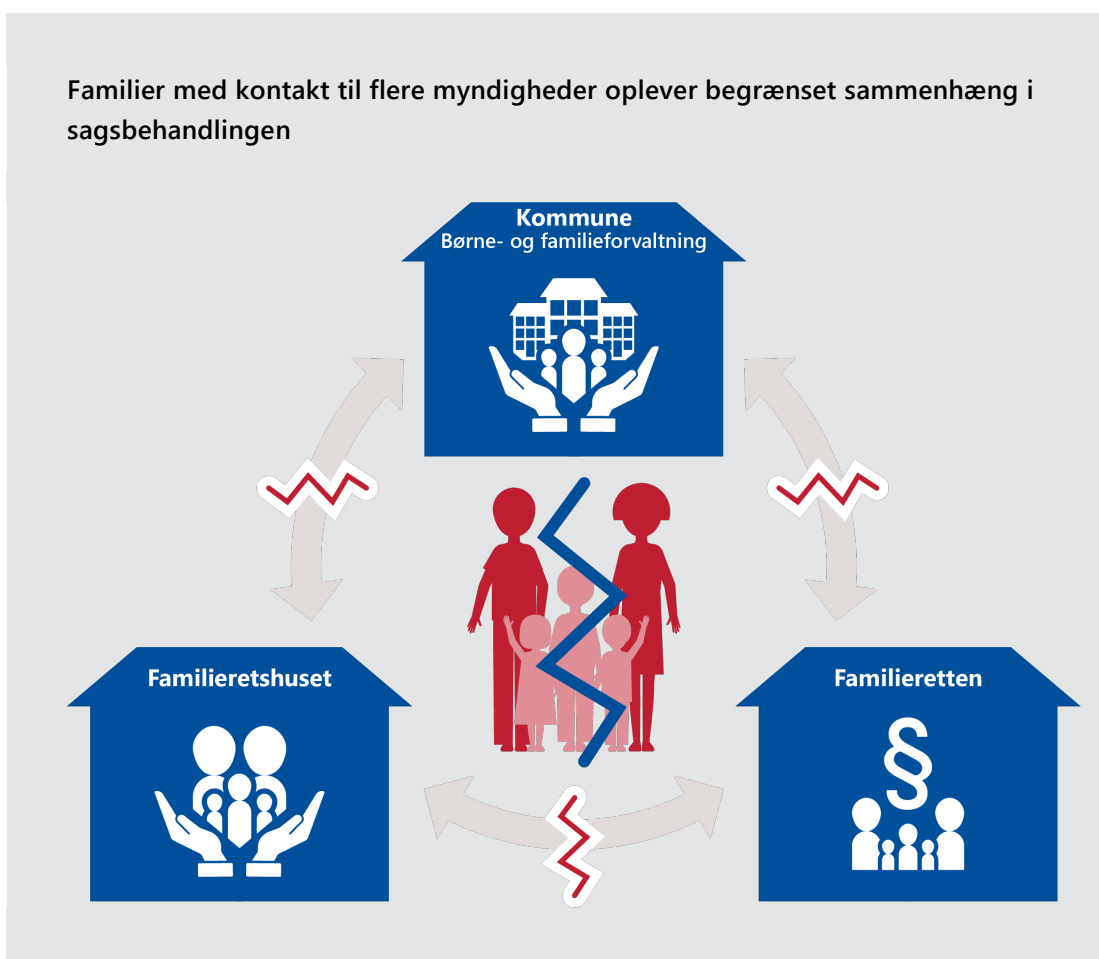 Familier med kontakt til flere myndigheder oplever begrænset sammenhæng i
sagsbehandlingen
Kommune
Børne- og familieforvaltning
Familieretshuset
Familieretten
§